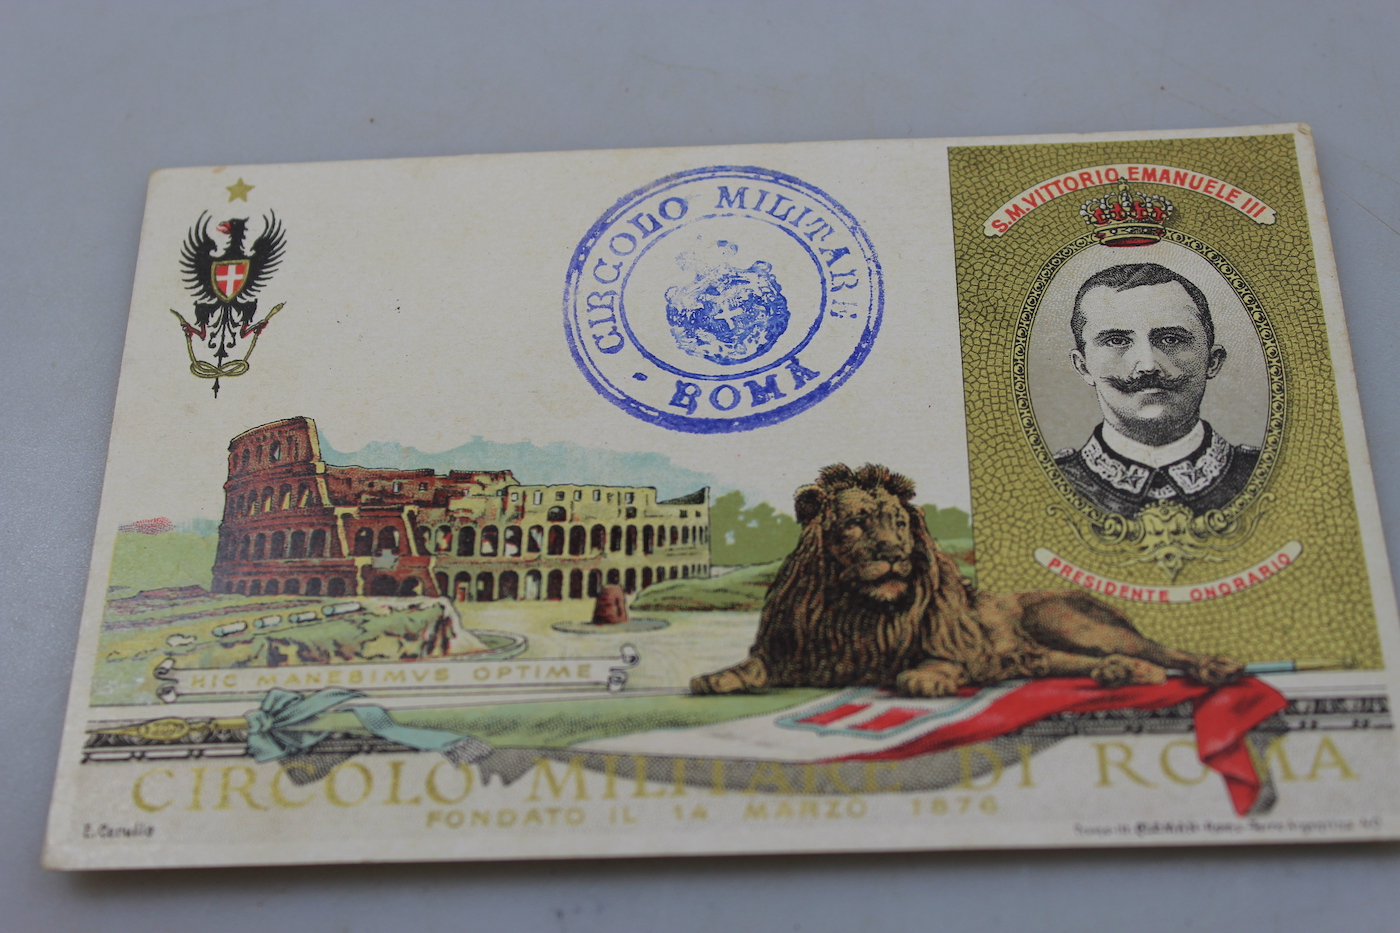 S.M. VITTORIO EMANUELE III
CIRCOLO MILITARE
- ROMA
PRESIDENTE ONORARIO
HIC MANEBIMVS OPTIME
CIRCOLO MILITARE DI ROMA
FONDATO IL 14 MARZO 1876
E. Cerullo